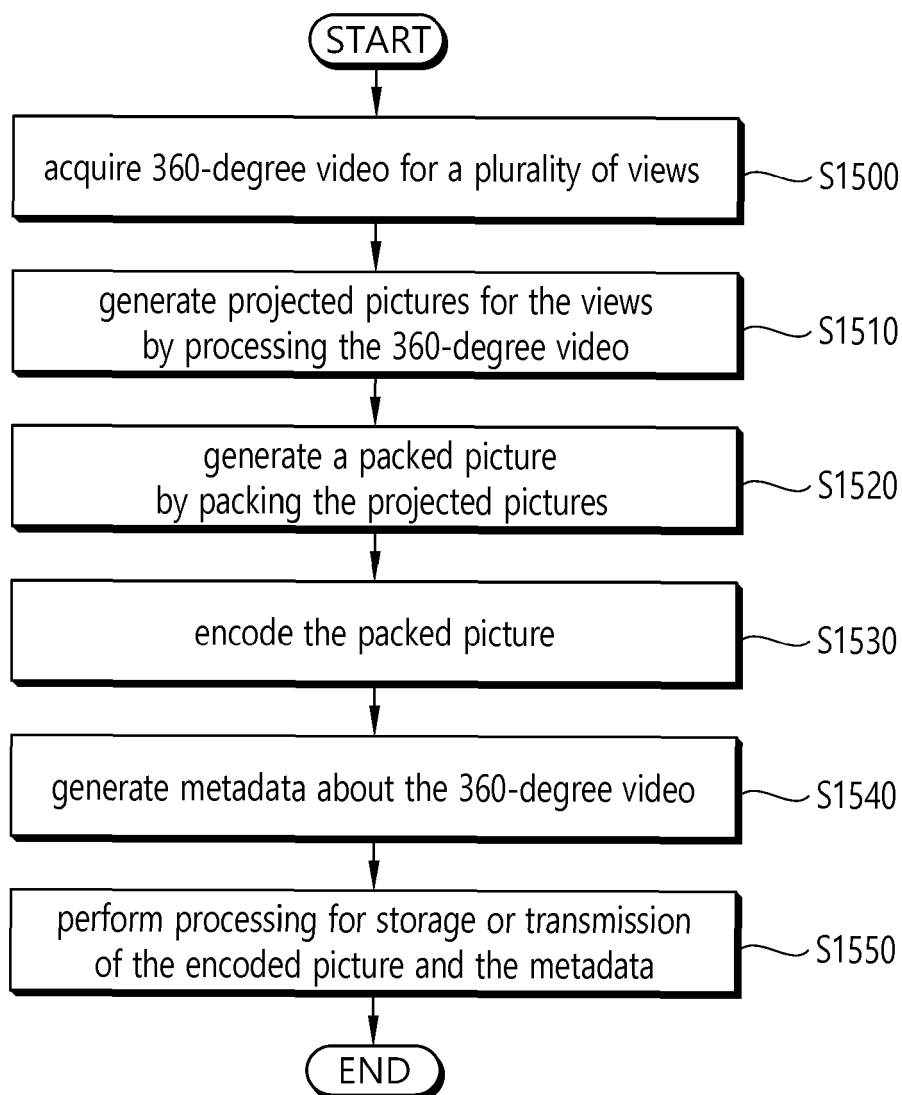 START
acquire 360-degree video for a plurality of views
S1500
generate projected pictures for the views
by processing the 360-degree video
S1510
generate a packed picture
by packing the projected pictures
S1520
encode the packed picture
S1530
generate metadata about the 360-degree video
S1540
perform processing for storage or transmission
of the encoded picture and the metadata
S1550
END